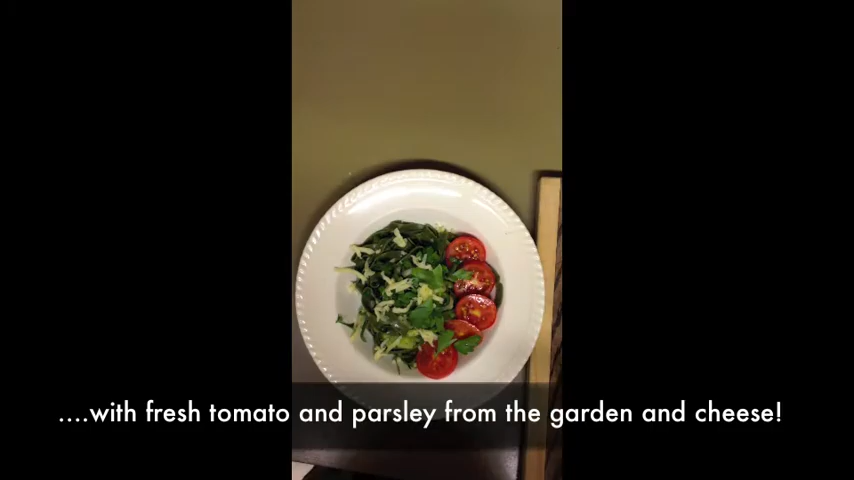 ....with fresh tomato and parsley from the garden and cheese!